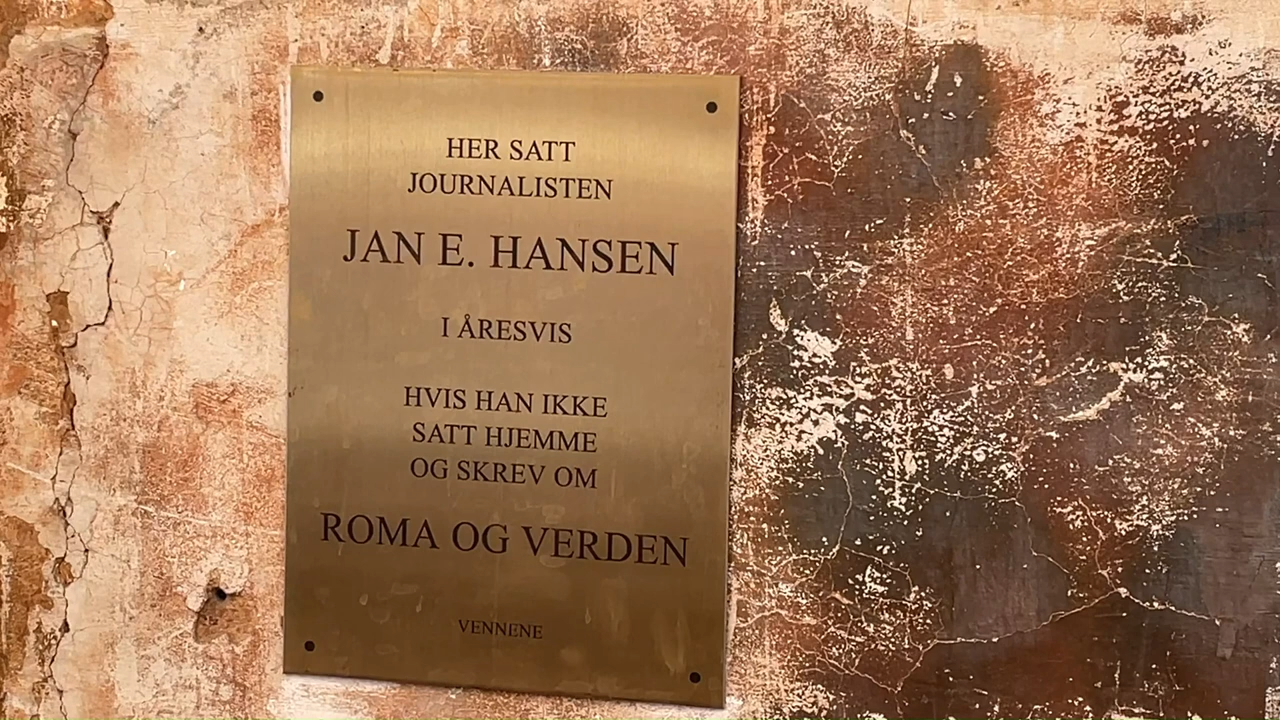 HER SATT
JOURNALISTEN
JAN E. HANSEN
I ÅRESVIS
HVIS HAN IKKE
SATT HJEMME
OG SKREV OM
ROMA OG VERDEN
VENNENE